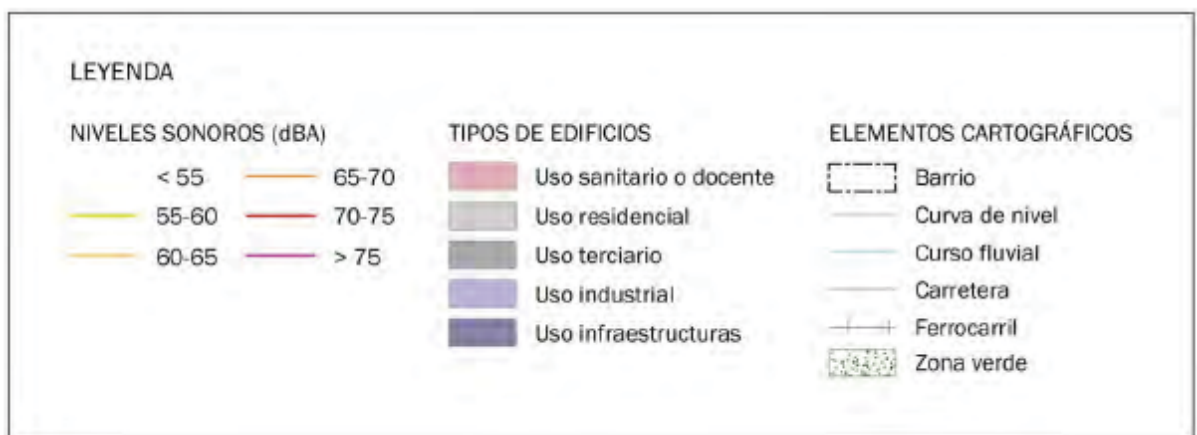 LEYENDA
NIVELES SONOROS (dBA)
< 55
65-70
55-60
70-75
60-65
> 75
TIPOS DE EDIFICIOS
Uso sanitario o docente
Uso residencial
Uso terciario
Uso industrial
Uso infraestructuras
ELEMENTOS CARTOGRÁFICOS
Barrio
Curva de nivel
Curso fluvial
Carretera
Ferrocarril
Zona verde